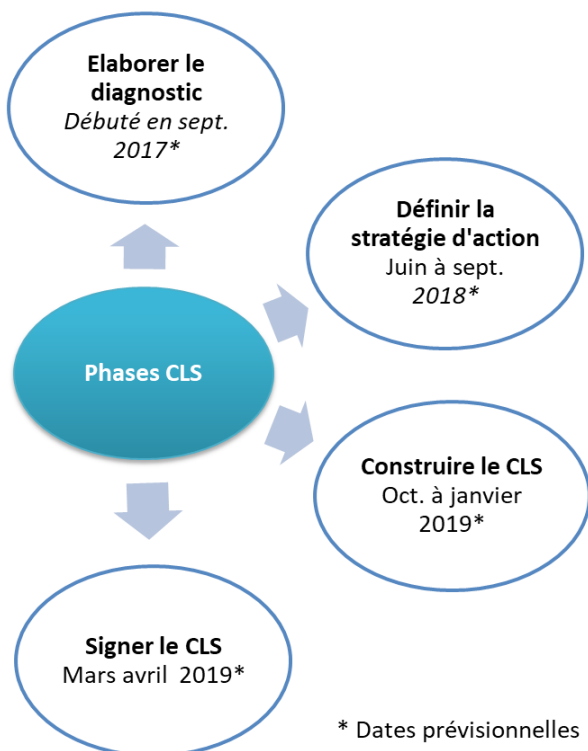 Elaborer le
diagnostic
Débuté en sept.
2017*
Définir la
stratégie d'action
Juin à sept.
2018*
Phases CLS
Construire le CLS
Oct. à janvier
2019*
Signer le CLS
Mars avril  2019*
* Dates prévisionnelles